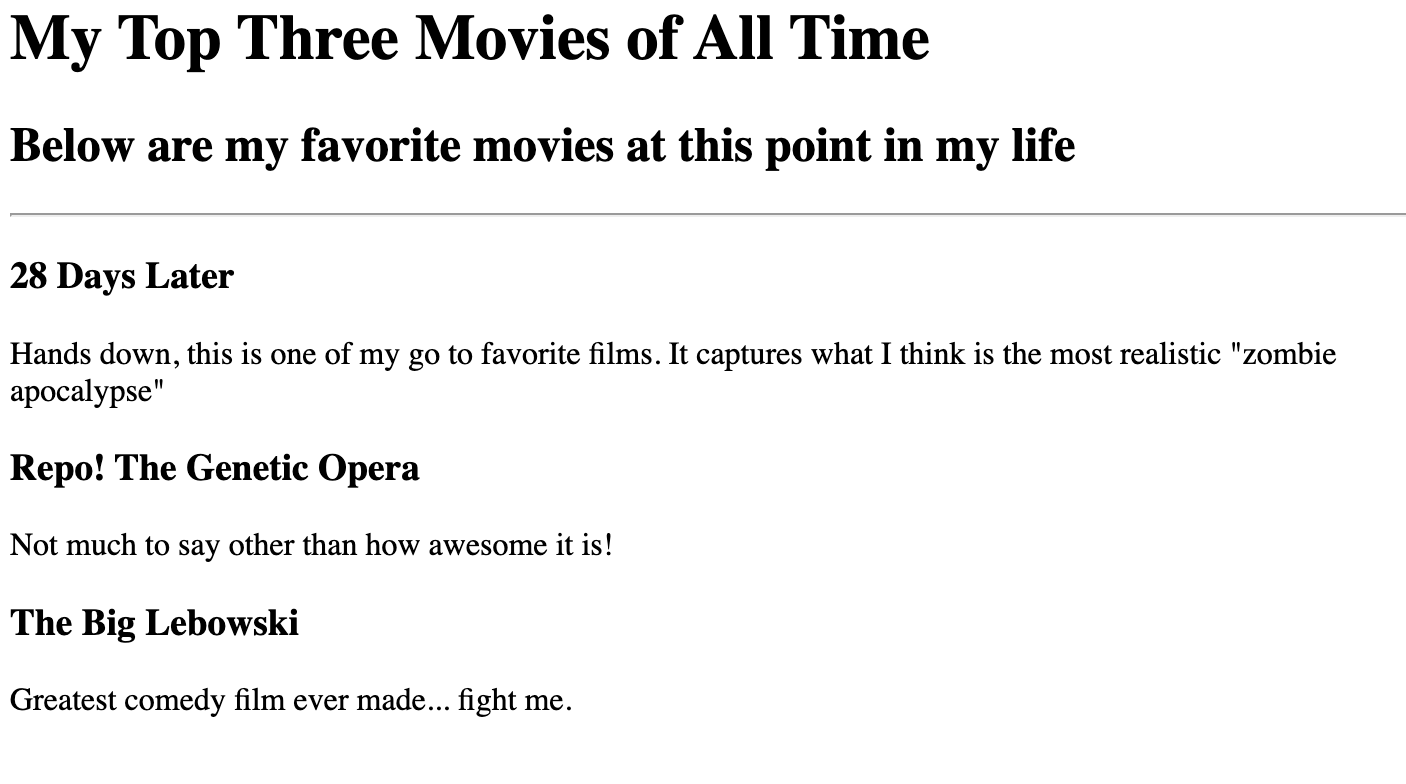 My Top Three Movies of All Time
Below are my favorite movies at this point in my life
28 Days Later
Hands down, this is one of my go to favorite films. It captures what I think is the most realistic "zombie
apocalypse"
Repo! The Genetic Opera
Not much to say other than how awesome it is!
The Big Lebowski
Greatest comedy film ever made... fight me.